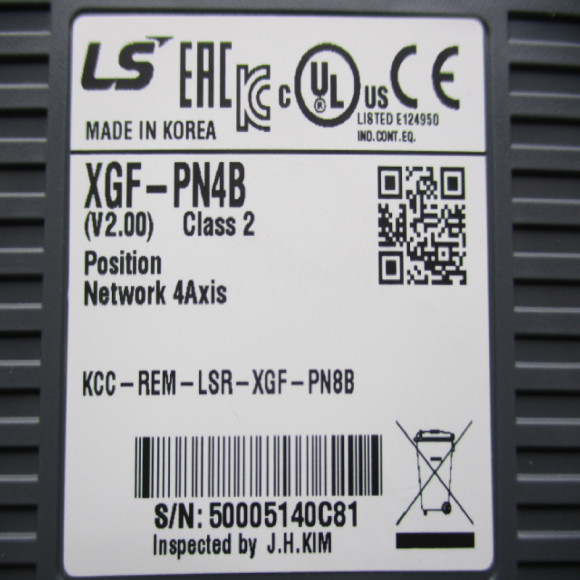 LS EAC KC c UL ® US CE
LISTED E124950
IND.CONT.EQ.
MADE IN KOREA
XGF-PN4B
(V2.00) Class 2
Position
Network 4Axis
KCC-REM-LSR-XGF-PN8B
S/N: 50005140C81
Inspected by J.H.KIM